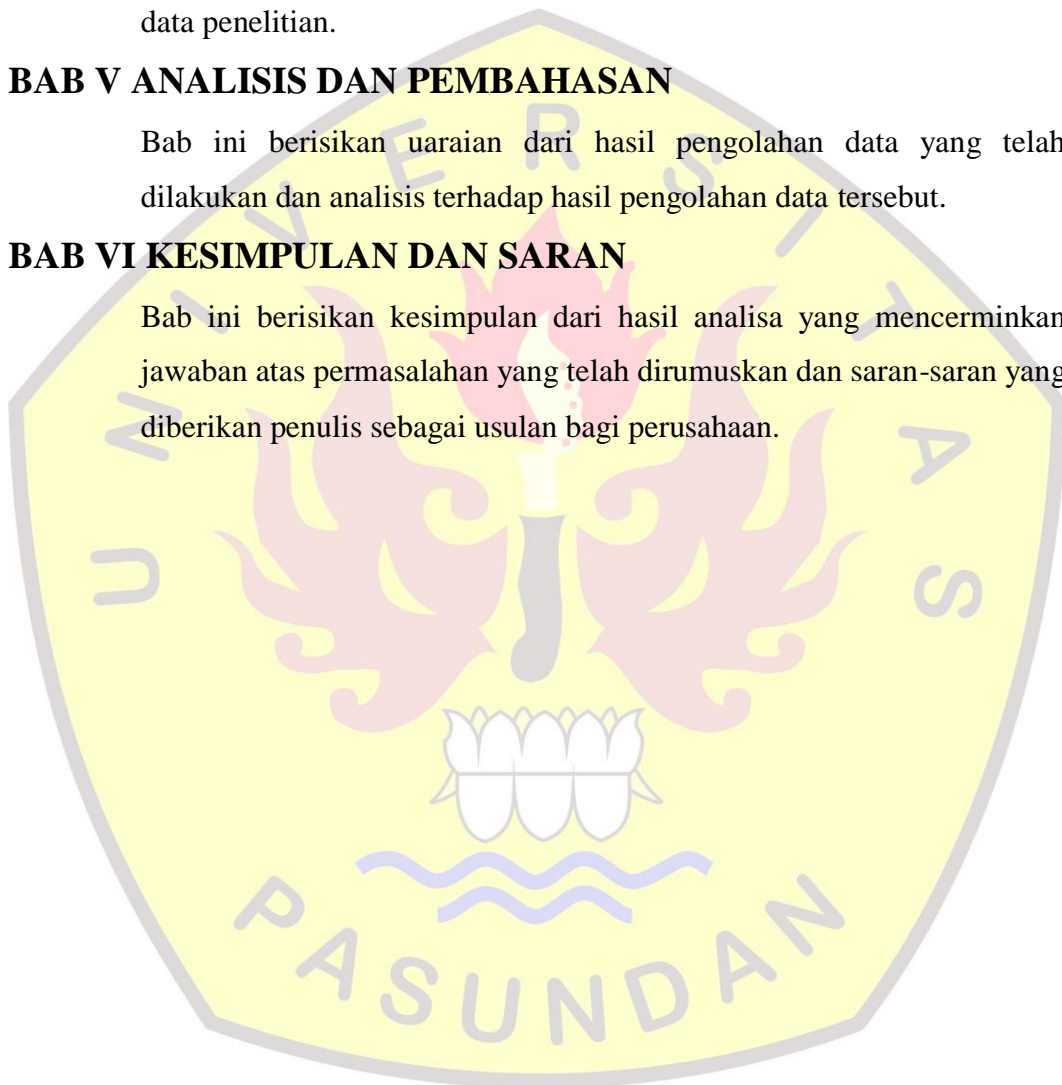 data penelitian.
BAB V ANALISIS DAN PEMBAHASAN
Bab ini berisikan uaraian dari hasil pengolahan data yang telah
dilakukan dan analisis terhadap hasil pengolahan data tersebut.
BAB VI KESIMPULAN DAN SARAN
Bab ini berisikan kesimpulan dari hasil analisa yang mencerminkan
jawaban atas permasalahan yang telah dirumuskan dan saran-saran yang
diberikan penulis sebagai usulan bagi perusahaan.
UNIVERSITAS
PASUNDAN